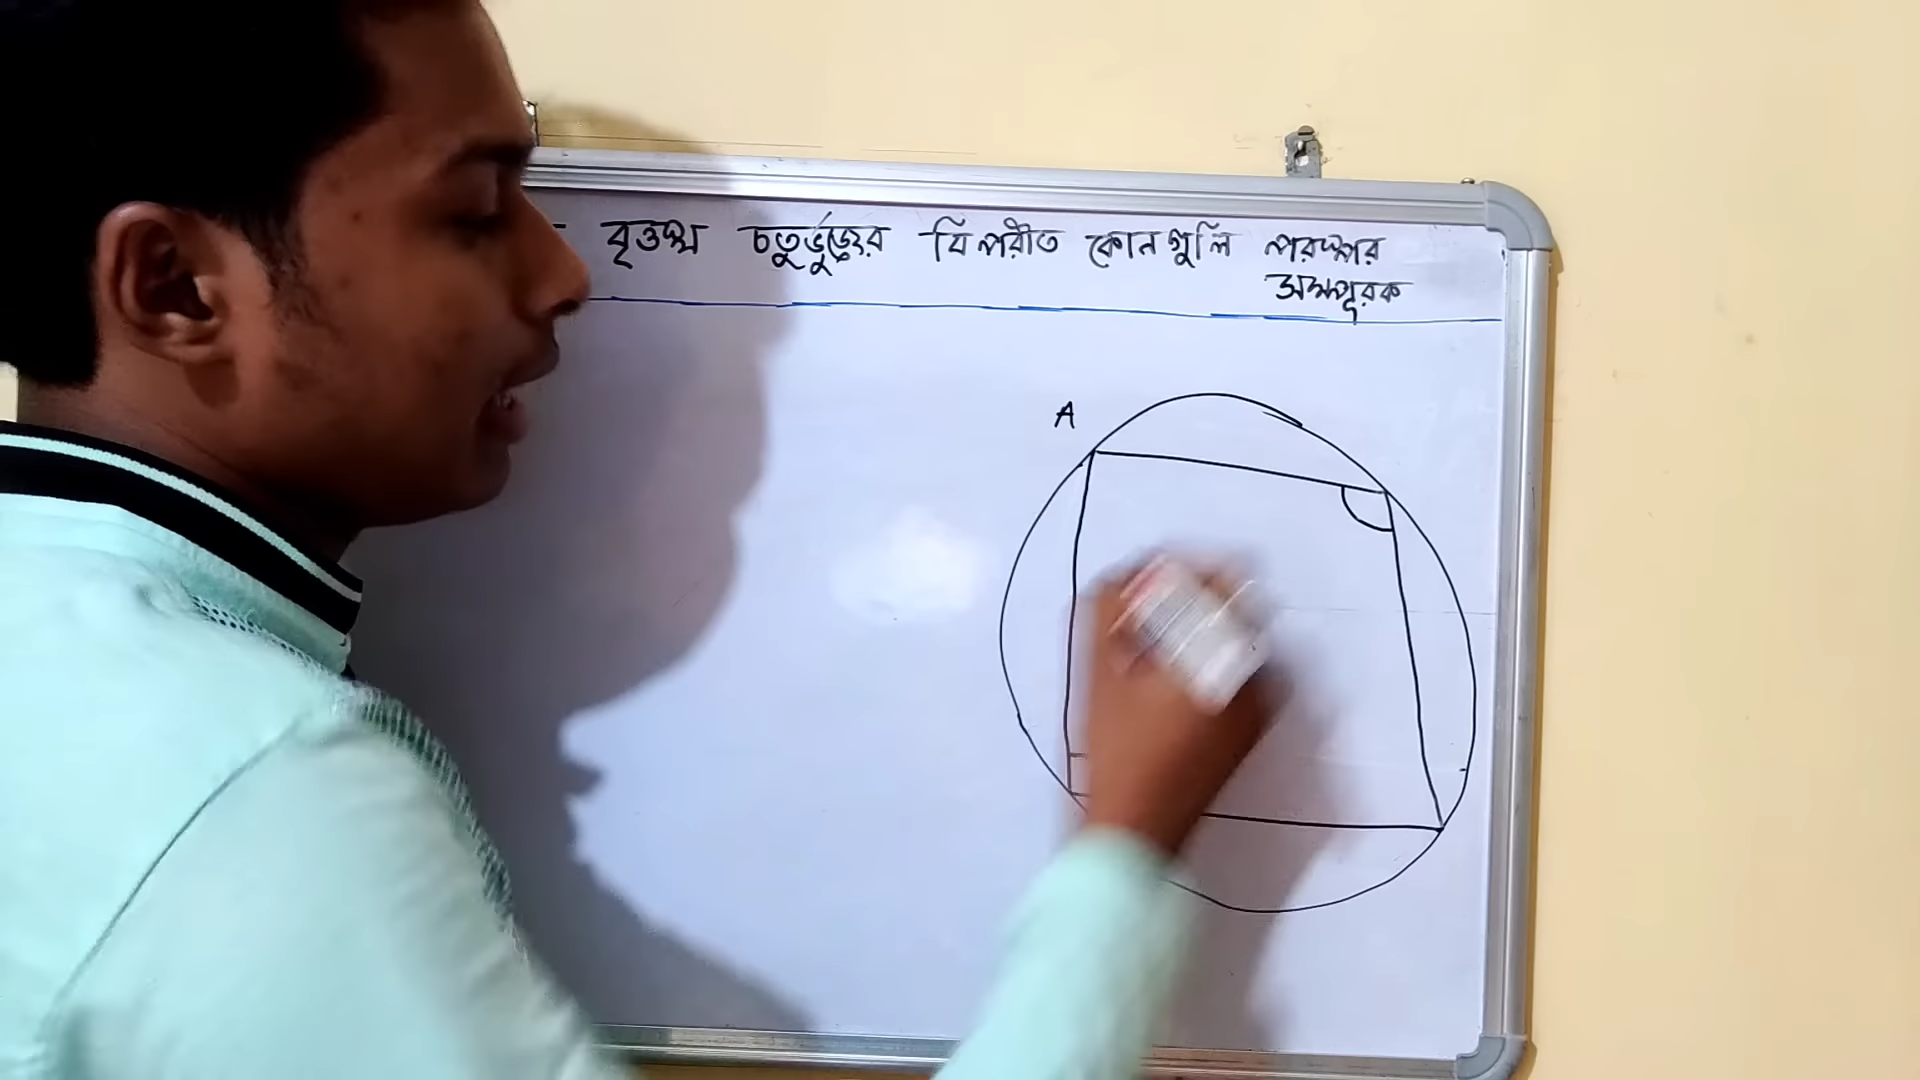 বৃত্তস্থ চতুর্ভুজের বিপরীত কোনগুলি পরস্পর
সম্পূরক
A